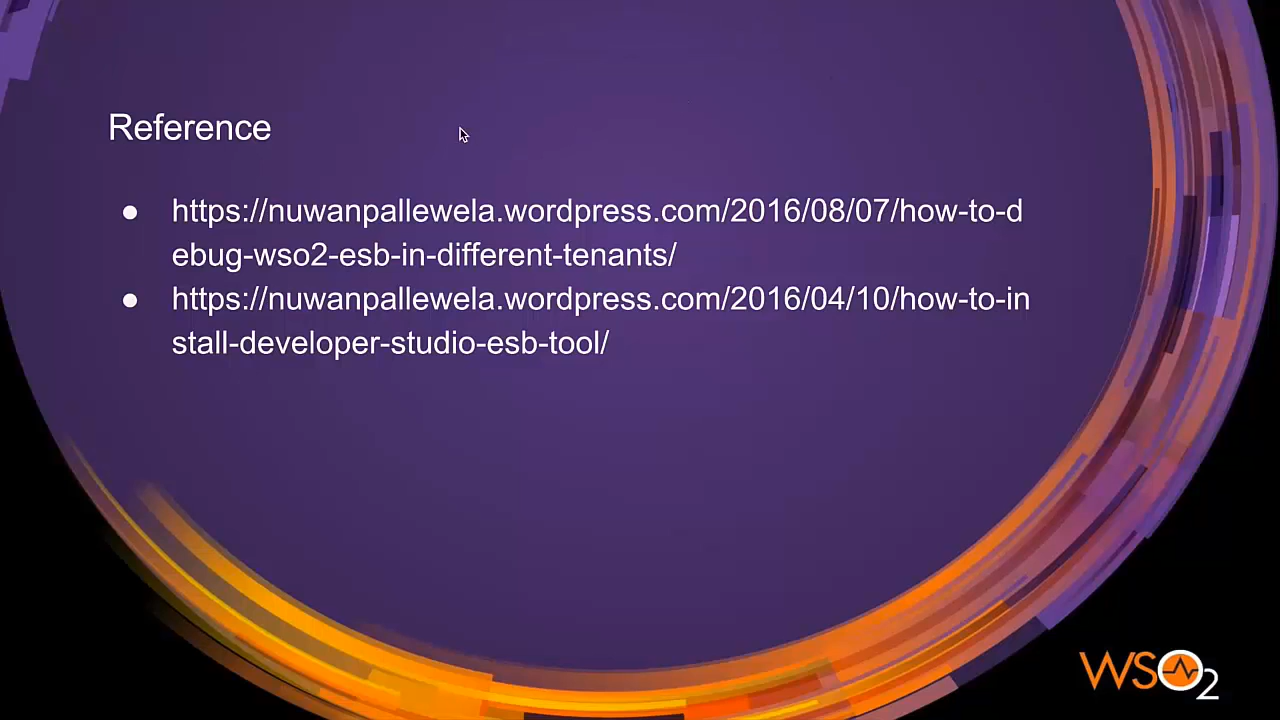 Reference
● https://nuwanpallewela.wordpress.com/2016/08/07/how-to-d
ebug-wso2-esb-in-different-tenants/
● https://nuwanpallewela.wordpress.com/2016/04/10/how-to-in
stall-developer-studio-esb-tool/
WSO2